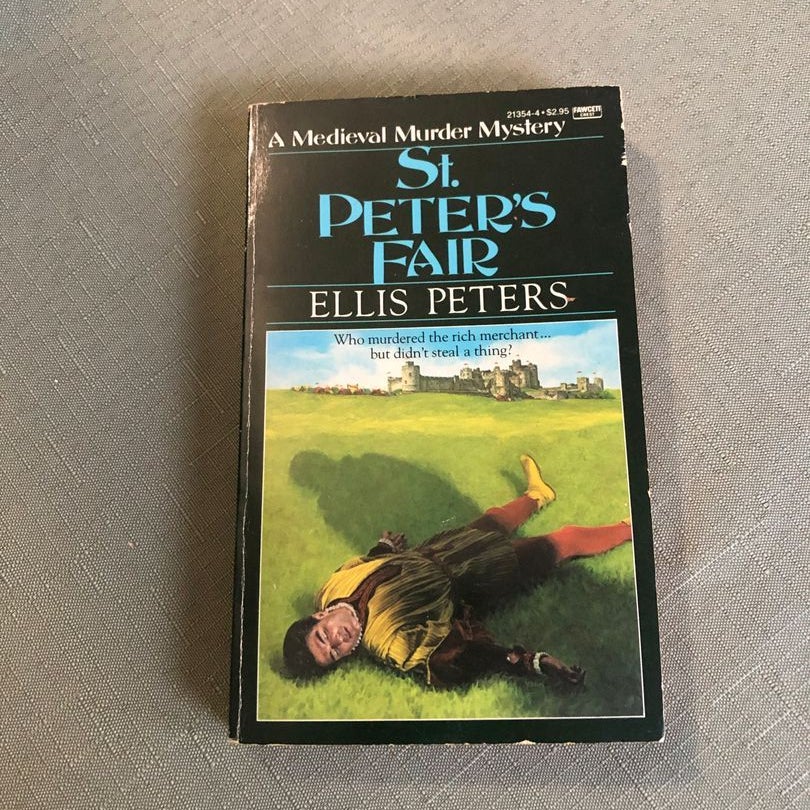 21354-4 • $2.95 FAWCETT CREST
A Medieval Murder Mystery
St.
PETER'S
FAIR
ELLIS PETERS
Who murdered the rich merchant...
but didn't steal a thing?